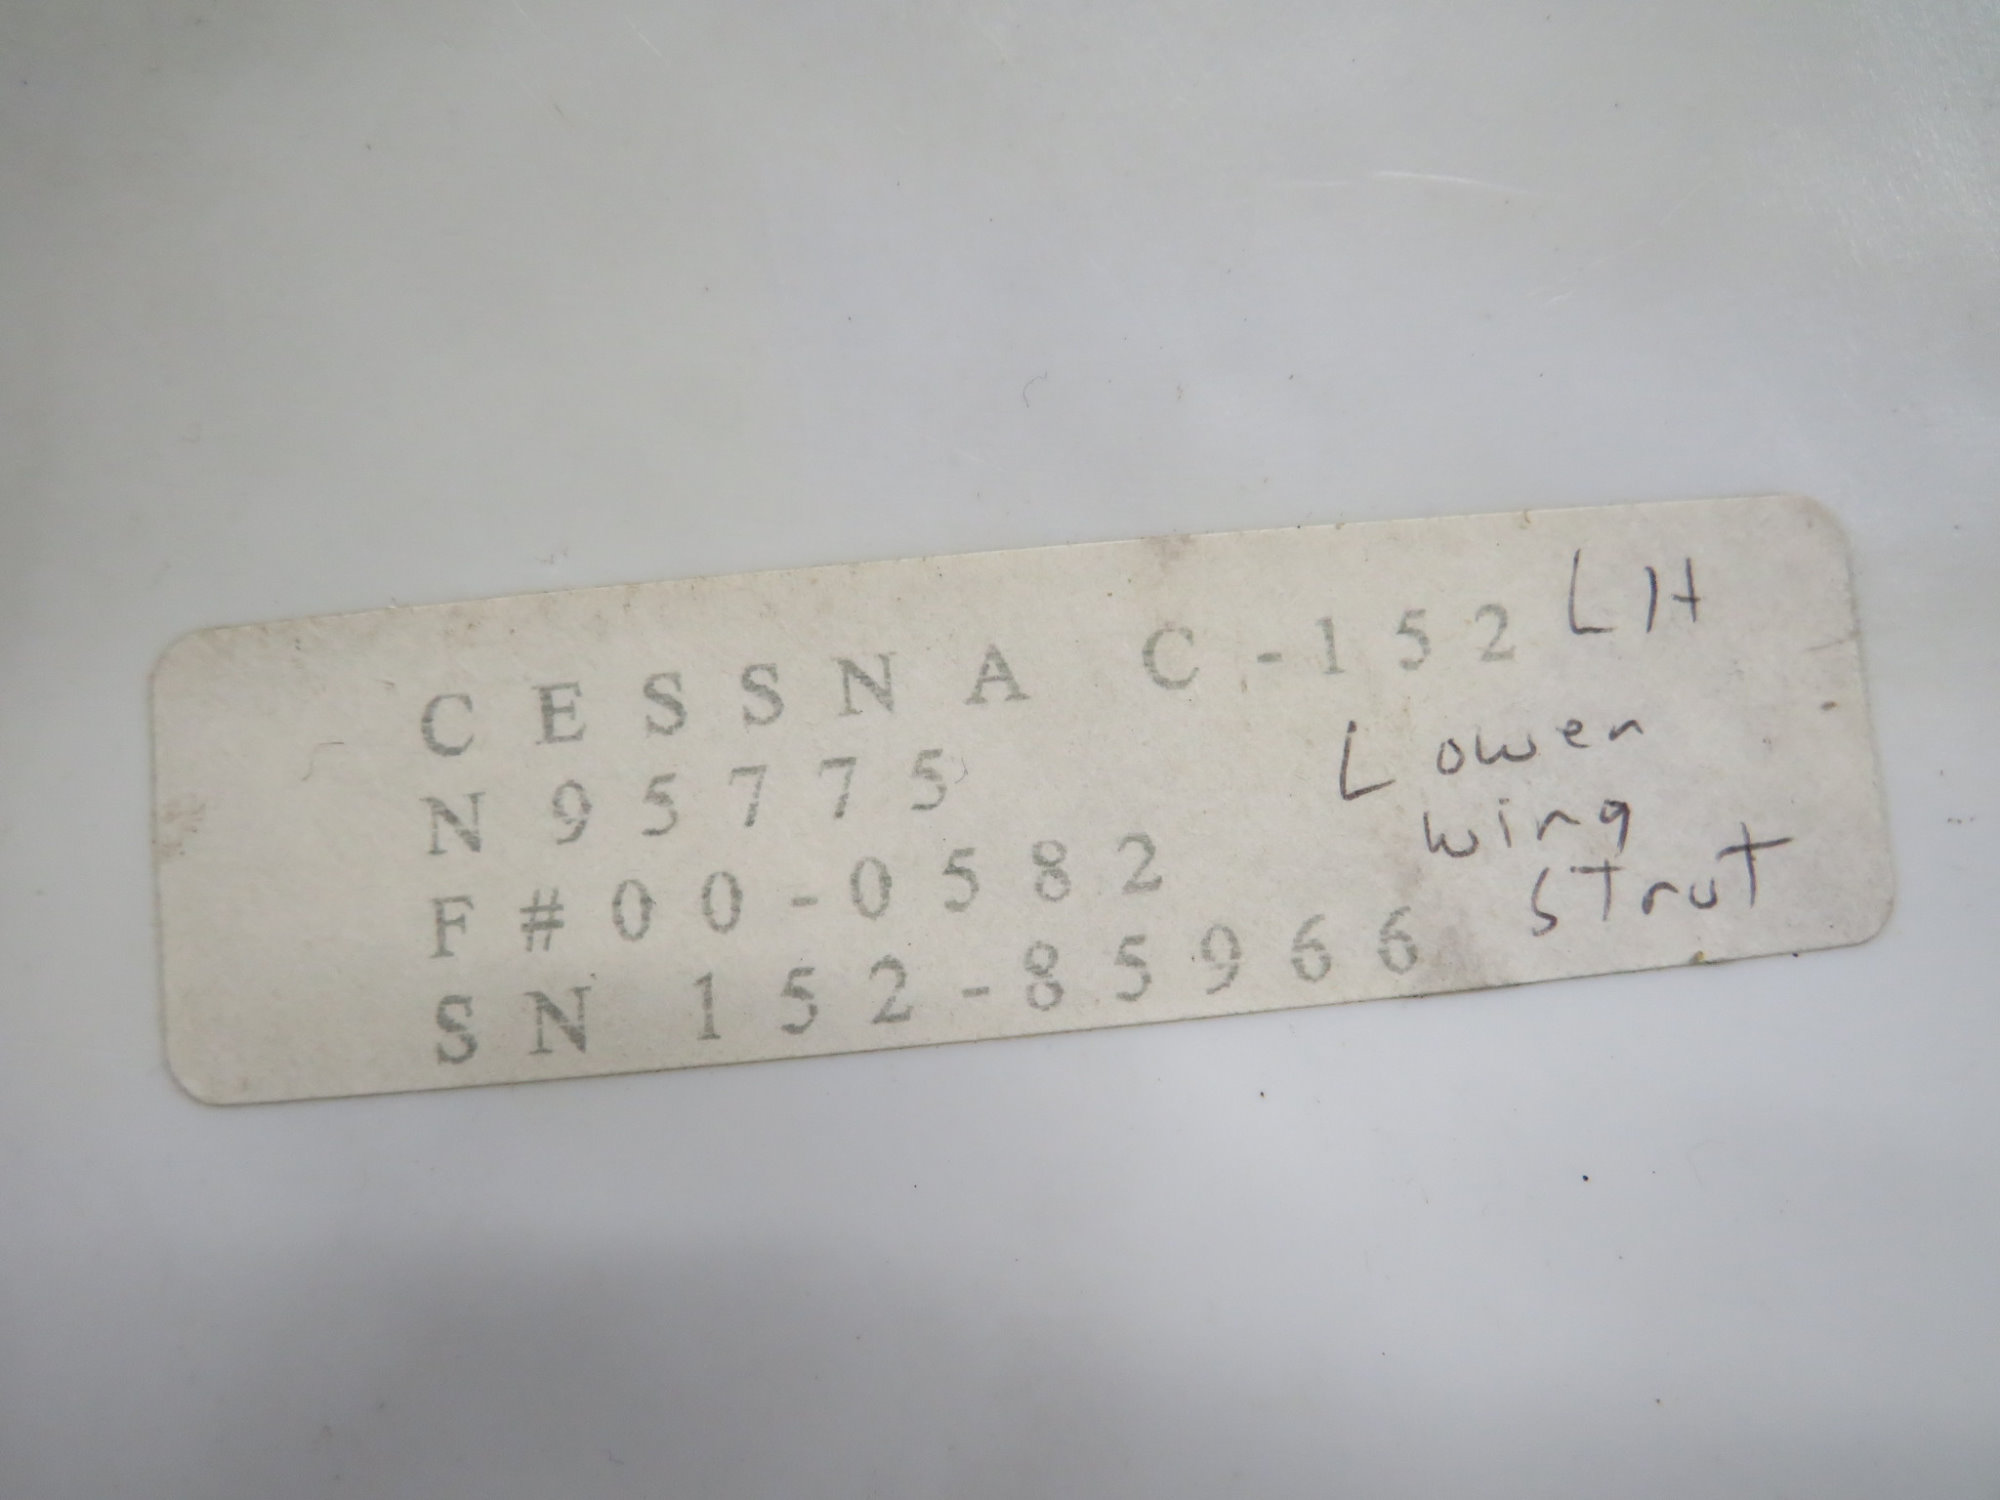 CESSNA C-152 LH
N95775 Lower
F#00-0582 wing
SN 152-85966 Strut